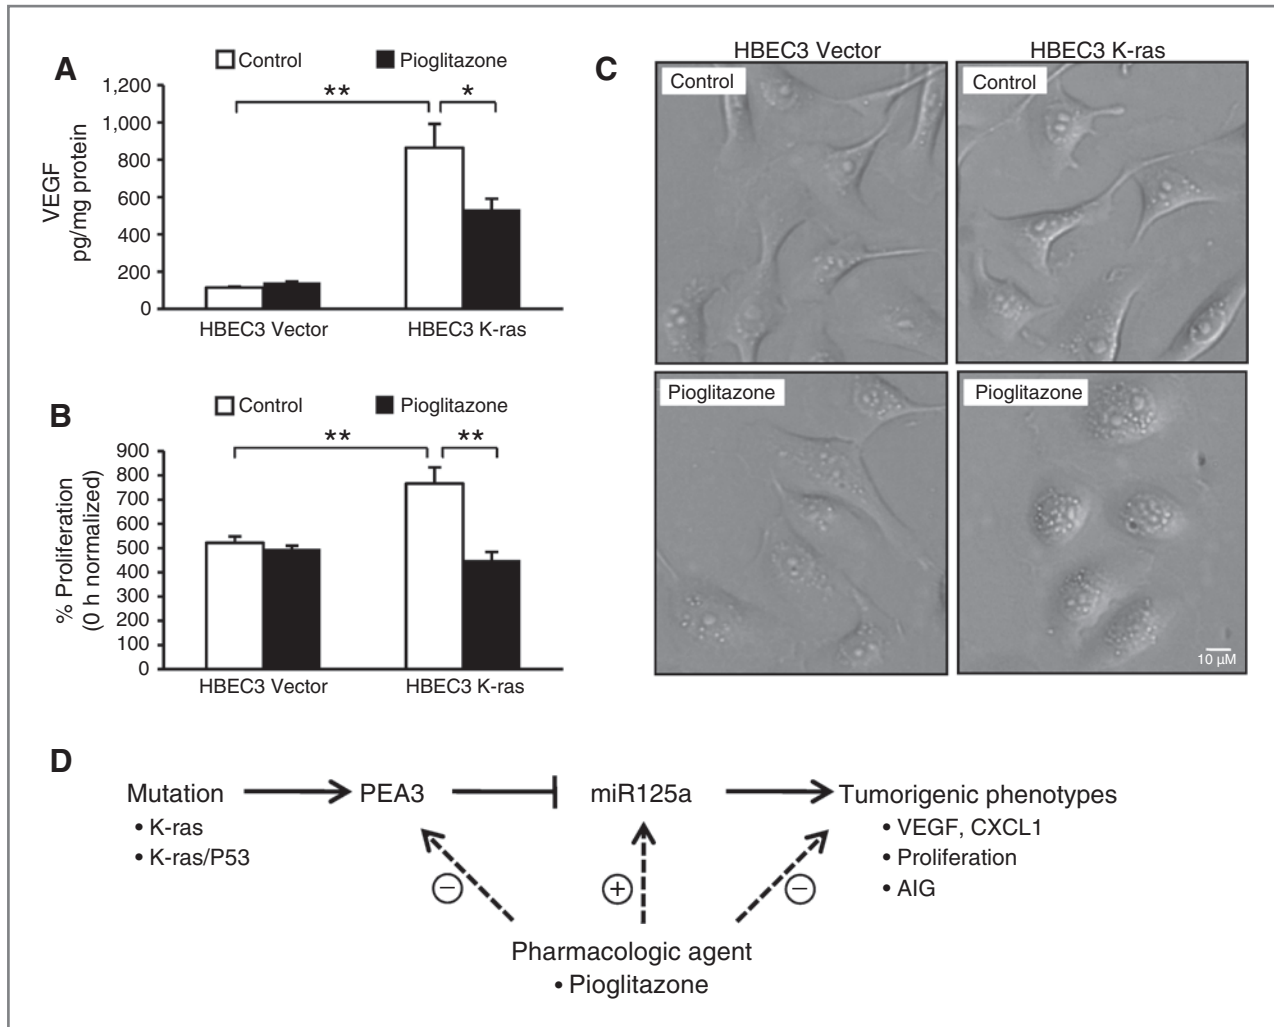 A
Control
Pioglitazone
VEGF
pg/mg protein
1,200
1,000
800
600
400
200
0
**
*
HBEC3 Vector
HBEC3 K-ras
B
Control
Pioglitazone
% Proliferation
(0 h normalized)
900
800
700
600
500
400
300
200
100
0
**
**
HBEC3 Vector
HBEC3 K-ras
C
HBEC3 Vector
HBEC3 K-ras
Control
Control
Pioglitazone
Pioglitazone
10 µM
D
Mutation
• K-ras
• K-ras/P53
PEA3
miR125a
Tumorigenic phenotypes
• VEGF, CXCL1
• Proliferation
• AIG
−
+
−
Pharmacologic agent
• Pioglitazone